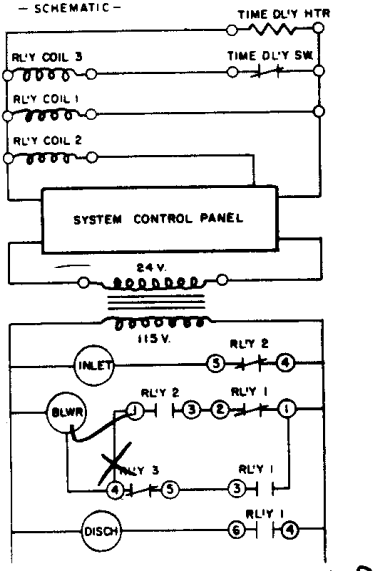 - SCHEMATIC -
TIME DL'Y HTR
RL'Y COIL 3
TIME DL'Y SW.
RL'Y COIL 1
RL'Y COIL 2
SYSTEM CONTROL PANEL
24 V.
115 V.
RL'Y 2
INLET 5 4
RL'Y 2 RL'Y 1
BLWR 1 3 2 1
RL'Y 3 RL'Y 1
4 5 3
RL'Y 1
DISCH 6 4